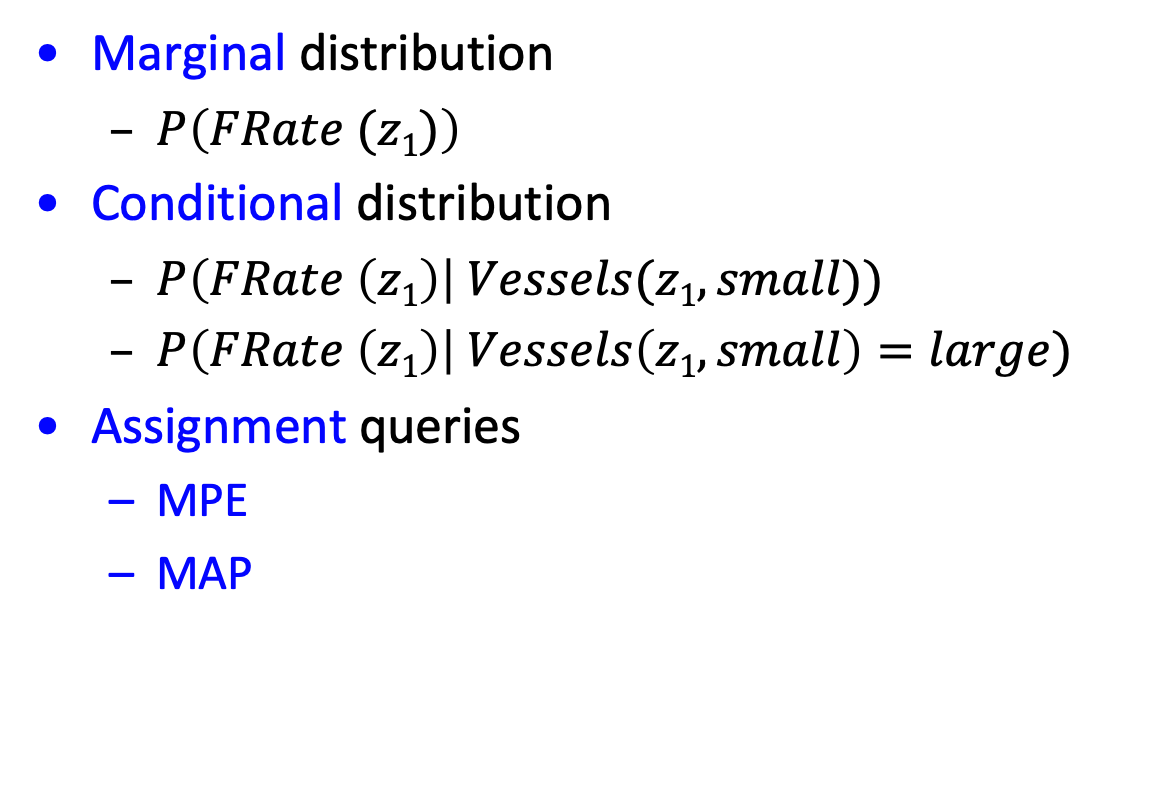 • Marginal distribution
– P(FRate (z₁))
• Conditional distribution
– P(FRate (z₁)| Vessels(z₁, small))
– P(FRate (z₁)| Vessels(z₁, small) = large)
• Assignment queries
– MPE
– MAP